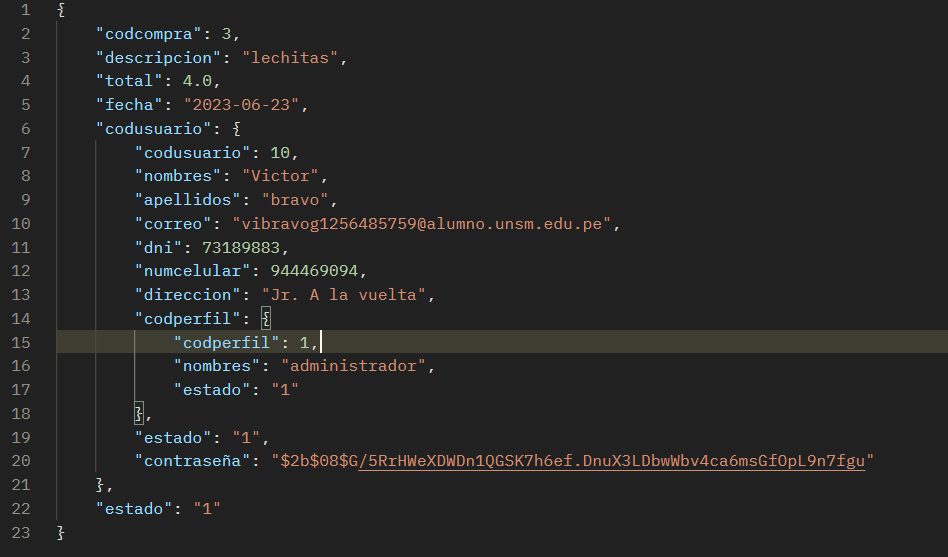 1 {
2 "codcompra": 3,
3 "descripcion": "lechitas",
4 "total": 4.0,
5 "fecha": "2023-06-23",
6 "codusuario": {
7 "codusuario": 10,
8 "nombres": "Victor",
9 "apellidos": "bravo",
10 "correo": "vibravog1256485759@alumno.unsm.edu.pe",
11 "dni": 73189883,
12 "numcelular": 944469094,
13 "direccion": "Jr. A la vuelta",
14 "codperfil": {
15 "codperfil": 1,
16 "nombres": "administrador",
17 "estado": "1"
18 },
19 "estado": "1",
20 "contraseña": "$2b$08$G/5RrHWeXDWDn1QGSK7h6ef.DnuX3LDbwWbv4ca6msGfOpL9n7fgu"
21 },
22 "estado": "1"
23 }